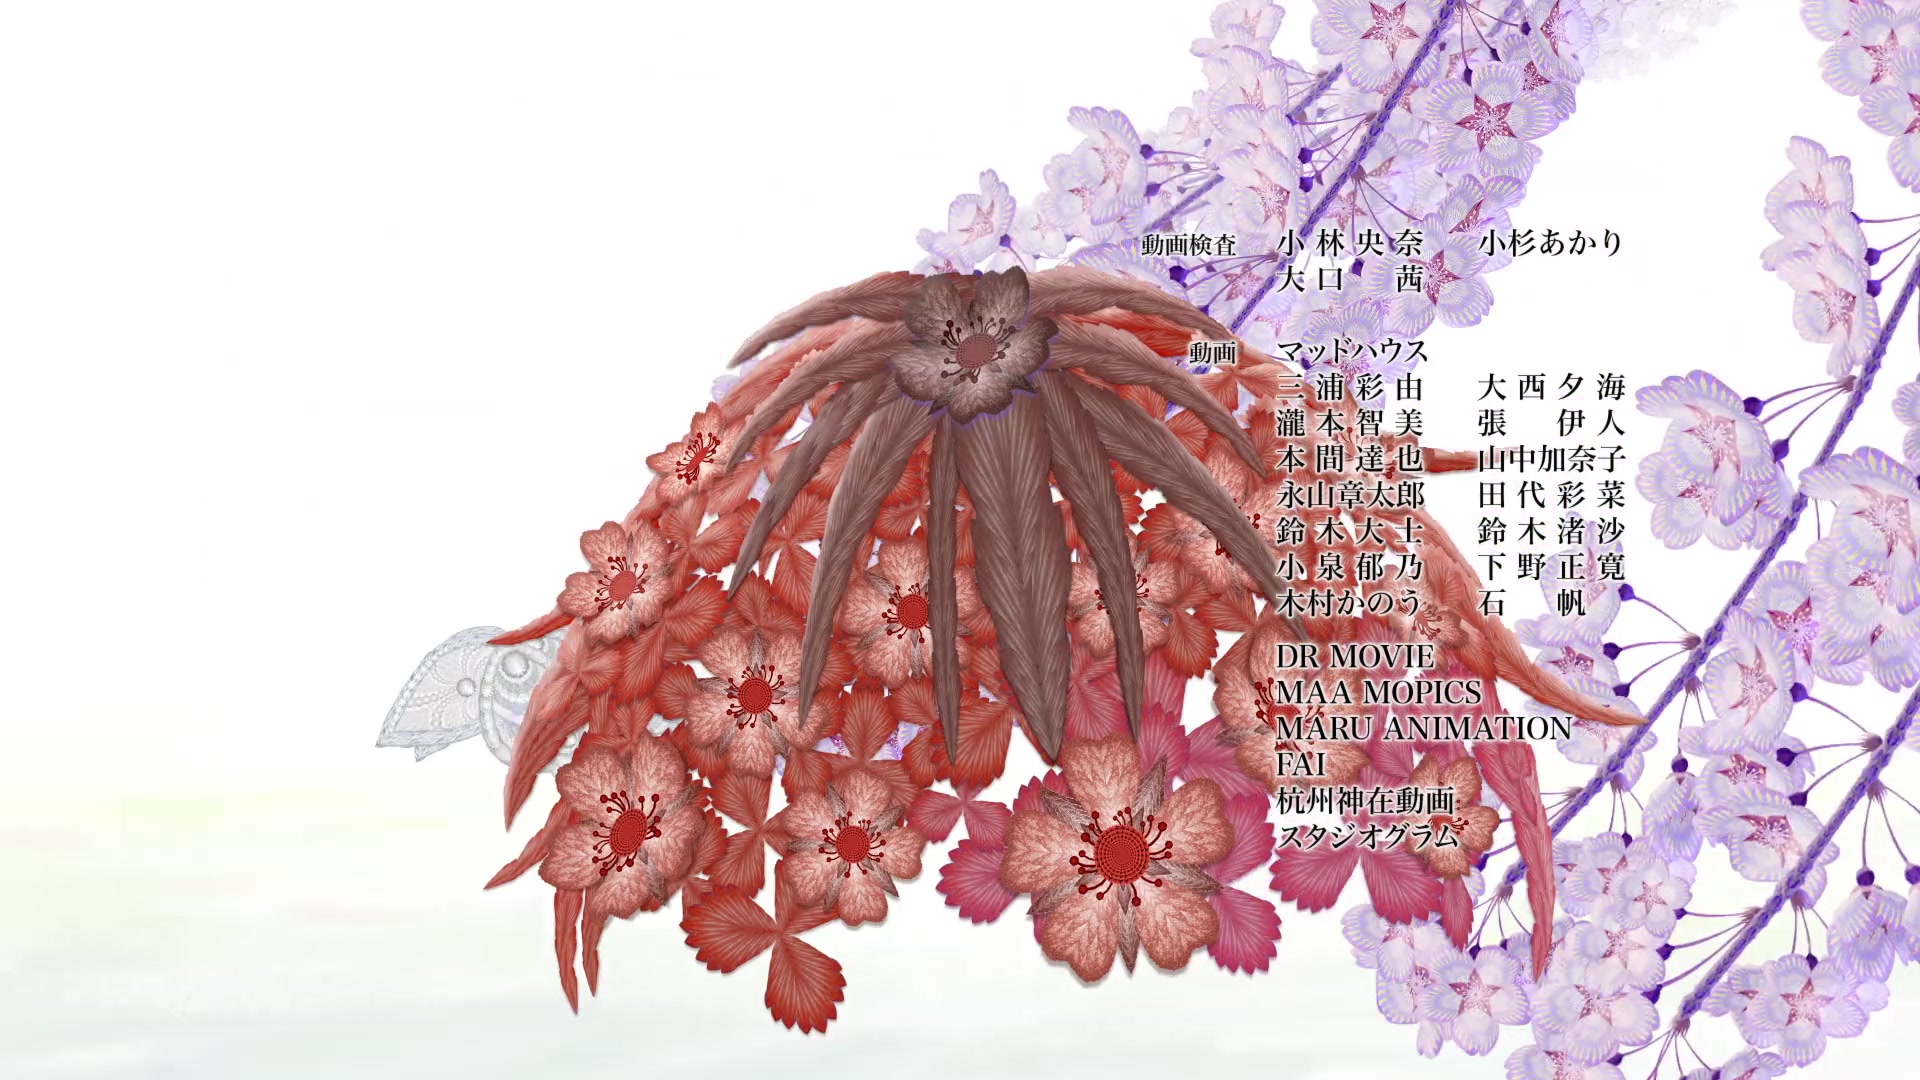 動画検査 小林央奈 小杉あかり
大口茜
動画 マッドハウス
三浦彩由 大西夕海
瀧本智美 張伊人
本間達也 山中加奈子
永山章太郎 田代彩菜
鈴木大士 鈴木渚沙
小泉郁乃 下野正寛
木村かのう 石帆
DR MOVIE
MAA MOPICS
MARU ANIMATION
FAI
杭州神在動画
スタジオグラム